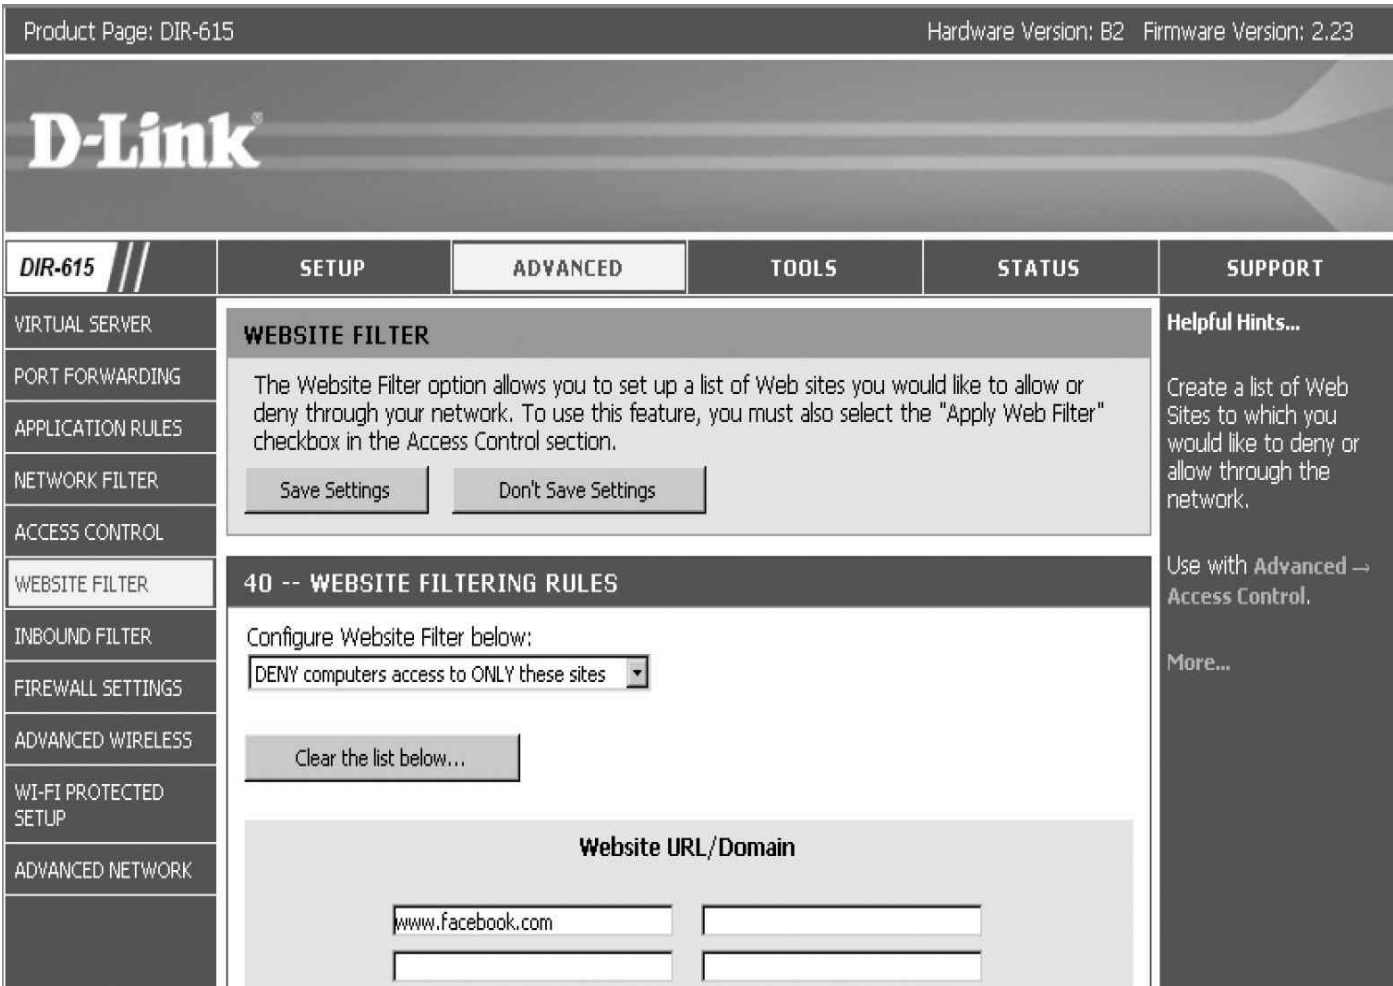 Product Page: DIR-615
Hardware Version: B2 Firmware Version: 2.23
D-Link®
DIR-615
SETUP
ADVANCED
TOOLS
STATUS
SUPPORT
VIRTUAL SERVER
PORT FORWARDING
APPLICATION RULES
NETWORK FILTER
ACCESS CONTROL
WEBSITE FILTER
INBOUND FILTER
FIREWALL SETTINGS
ADVANCED WIRELESS
WI-FI PROTECTED
SETUP
ADVANCED NETWORK
WEBSITE FILTER
The Website Filter option allows you to set up a list of Web sites you would like to allow or
deny through your network. To use this feature, you must also select the "Apply Web Filter"
checkbox in the Access Control section.
Save Settings
Don't Save Settings
40 -- WEBSITE FILTERING RULES
Configure Website Filter below:
DENY computers access to ONLY these sites
Clear the list below...
Website URL/Domain
www.facebook.com
Helpful Hints...
Create a list of Web
Sites to which you
would like to deny or
allow through the
network.
Use with Advanced →
Access Control.
More...